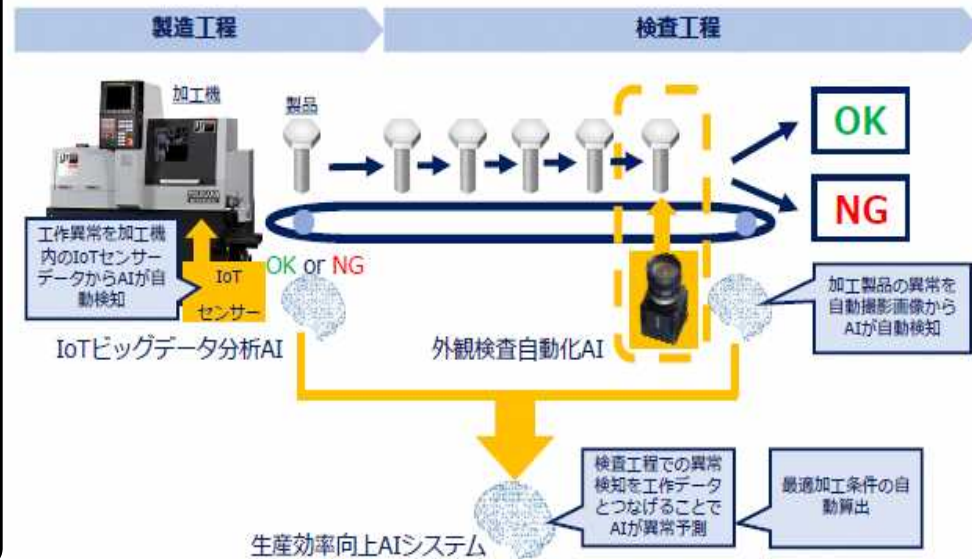 製造工程
検査工程
加工機
製品
OK
NG
工作異常を加工機
内のIoTセンサー
データからAIが自
動検知
IoT
センサー
OK or NG
加工製品の異常を
自動撮影画像から
AIが自動検知
IoTビッグデータ分析AI
外観検査自動化AI
検査工程での異常
検知を工作データ
とつなげることで
AIが異常予測
最適加工条件の自
動算出
生産効率向上AIシステム